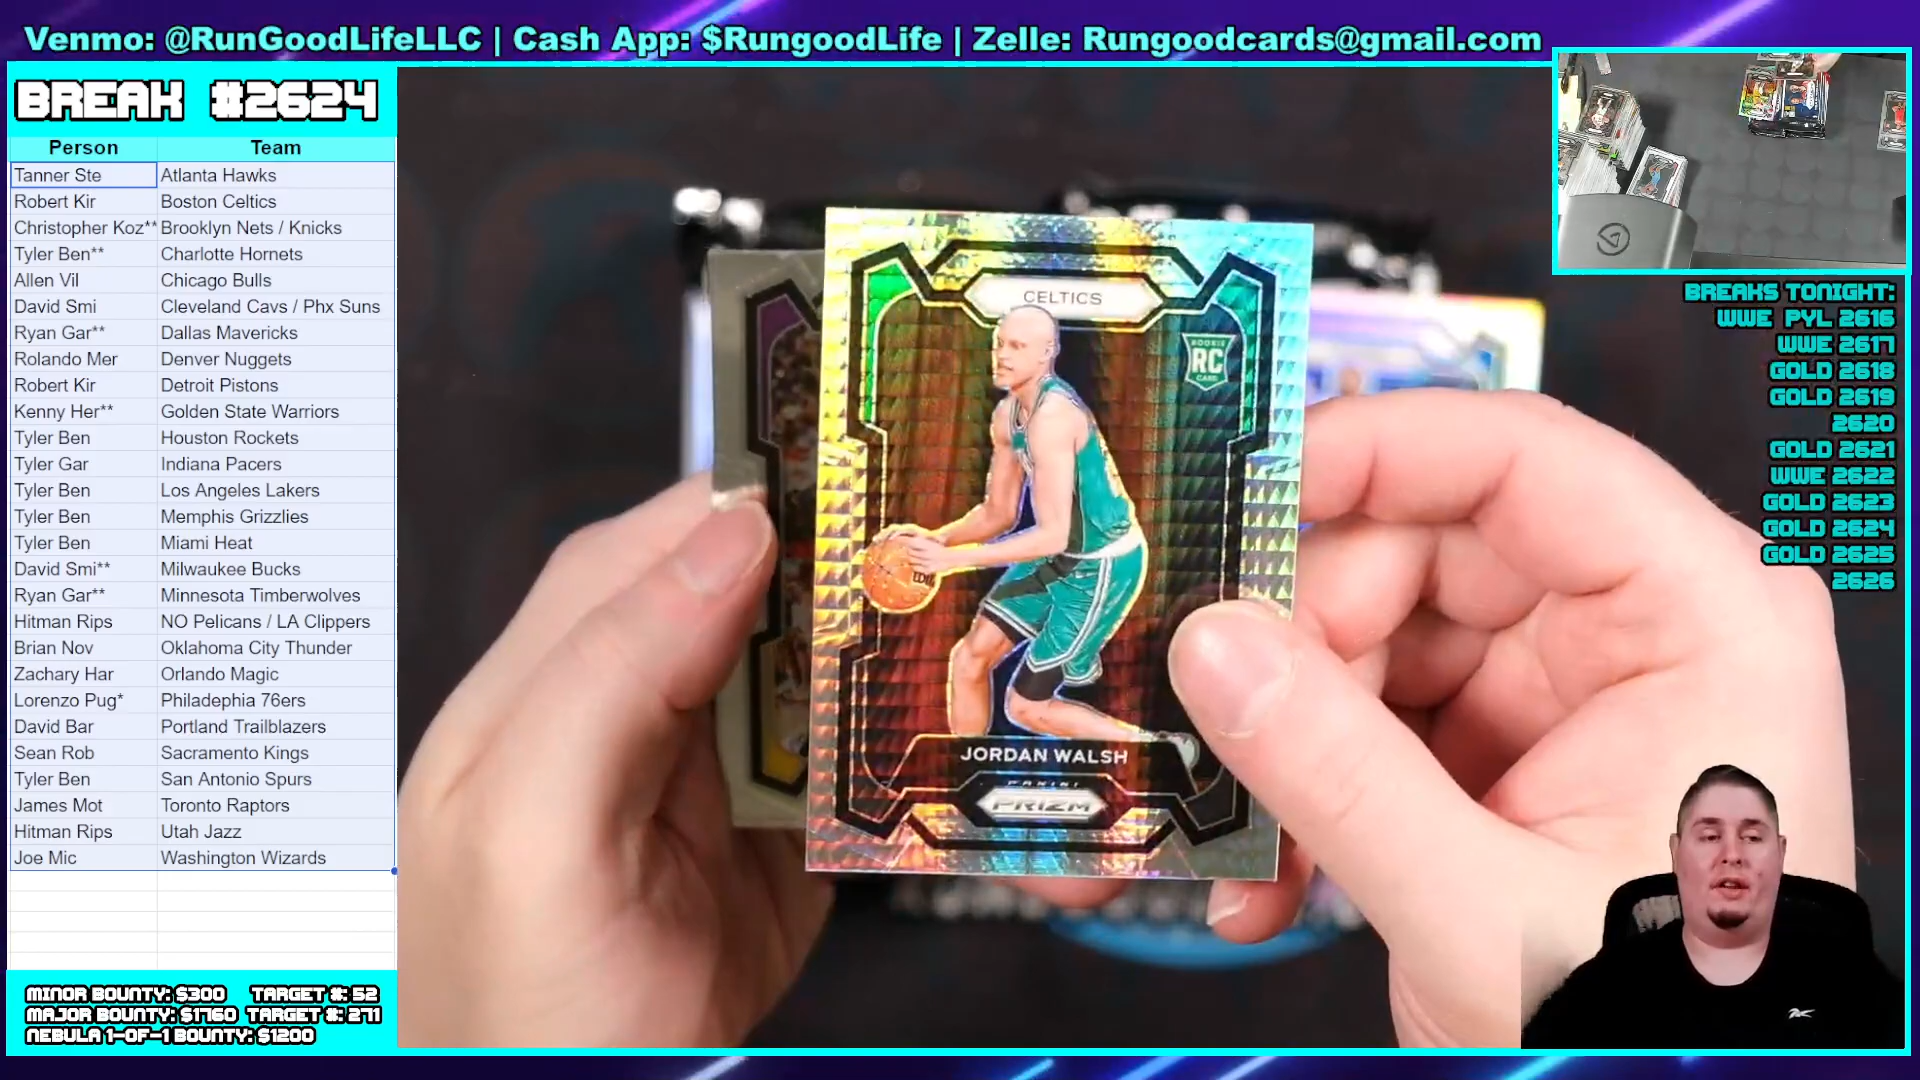 Venmo: @RunGoodLifeLLC | Cash App: $RungoodLife | Zelle: Rungoodcards@gmail.com
BREAK #2624
Person Team
Tanner Ste Atlanta Hawks
Robert Kir Boston Celtics
Christopher Koz** Brooklyn Nets / Knicks
Tyler Ben** Charlotte Hornets
Allen Vil Chicago Bulls
David Smi Cleveland Cavs / Phx Suns
Ryan Gar** Dallas Mavericks
Rolando Mer Denver Nuggets
Robert Kir Detroit Pistons
Kenny Her** Golden State Warriors
Tyler Ben Houston Rockets
Tyler Gar Indiana Pacers
Tyler Ben Los Angeles Lakers
Tyler Ben Memphis Grizzlies
Tyler Ben Miami Heat
David Smi** Milwaukee Bucks
Ryan Gar** Minnesota Timberwolves
Hitman Rips NO Pelicans / LA Clippers
Brian Nov Oklahoma City Thunder
Zachary Har Orlando Magic
Lorenzo Pug* Philadephia 76ers
David Bar Portland Trailblazers
Sean Rob Sacramento Kings
Tyler Ben San Antonio Spurs
James Mot Toronto Raptors
Hitman Rips Utah Jazz
Joe Mic Washington Wizards
MINOR BOUNTY: $300 TARGET #: 52
MAJOR BOUNTY: $1760 TARGET #: 271
NEBULA 1-OF-1 BOUNTY: $1200
CELTICS
ROOKIE
RC
CARD
JORDAN WALSH
PANINI
PRIZM
BREAKS TONIGHT:
WWE PYL 2616
WWE 2617
GOLD 2618
GOLD 2619
2620
GOLD 2621
WWE 2622
GOLD 2623
GOLD 2624
GOLD 2625
2626